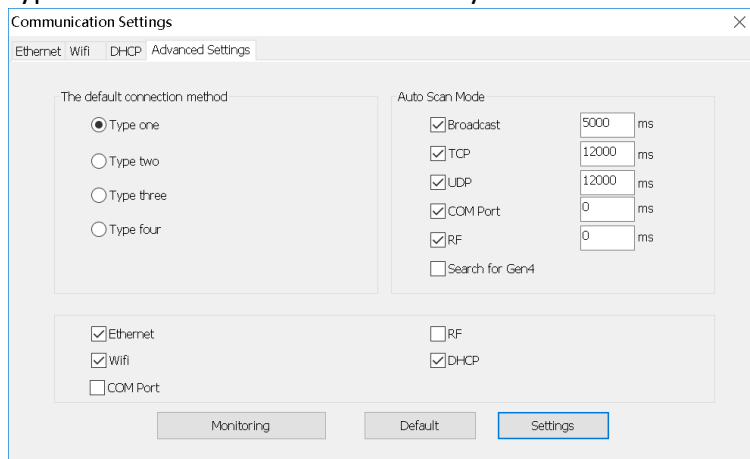 Communication Settings
Ethernet Wifi DHCP Advanced Settings
The default connection method
Type one
Type two
Type three
Type four
Auto Scan Mode
Broadcast 5000 ms
TCP 12000 ms
UDP 12000 ms
COM Port 0 ms
RF 0 ms
Search for Gen4
Ethernet RF
Wifi DHCP
COM Port
Monitoring Default Settings